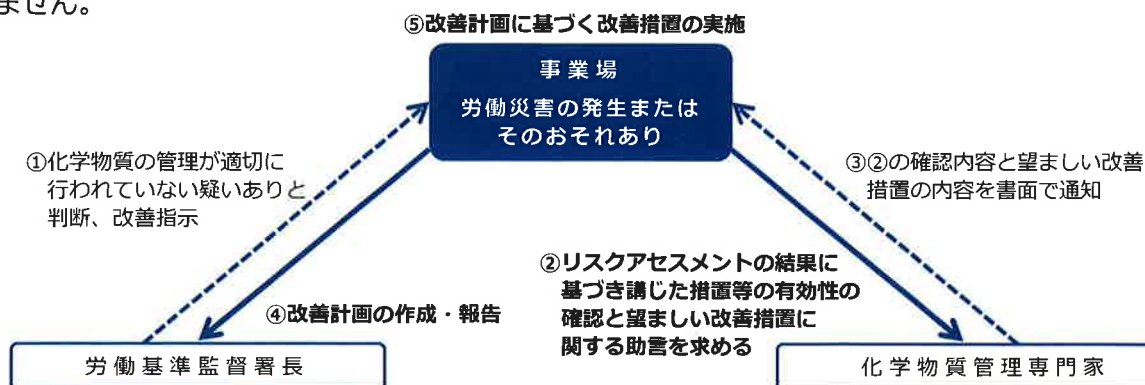 ません。
⑤改善計画に基づく改善措置の実施
事業場
労働災害の発生または
そのおそれあり
①化学物質の管理が適切に
行われていない疑いありと
判断、改善指示
③②の確認内容と望ましい改善
措置の内容を書面で通知
②リスクアセスメントの結果に
基づき講じた措置等の有効性の
確認と望ましい改善措置に
関する助言を求める
④改善計画の作成・報告
労働基準監督署長
化学物質管理専門家